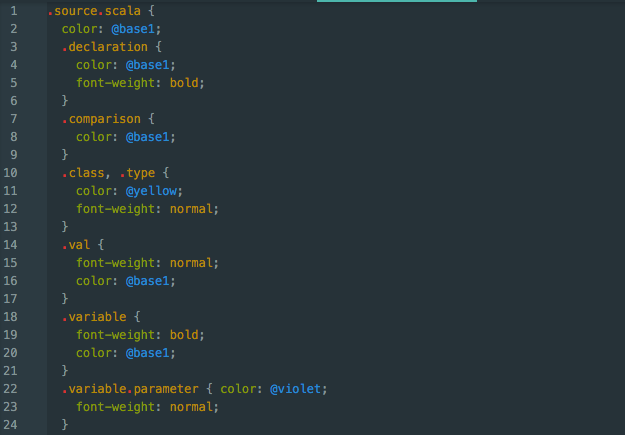 1 .source.scala {
2 color: @base1;
3 .declaration {
4 color: @base1;
5 font-weight: bold;
6 }
7 .comparison {
8 color: @base1;
9 }
10 .class, .type {
11 color: @yellow;
12 font-weight: normal;
13 }
14 .val {
15 font-weight: normal;
16 color: @base1;
17 }
18 .variable {
19 font-weight: bold;
20 color: @base1;
21 }
22 .variable.parameter { color: @violet;
23 font-weight: normal;
24 }